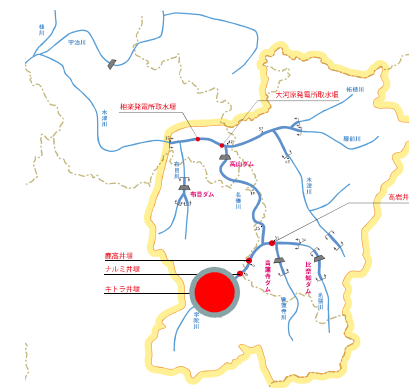 桂川
宇治川
木津川
相楽発電所取水堰
大河原発電所取水堰
柘植川
服部川
高山ダム
布目川
布目ダム
名張川
木津川
高岩井
鹿高井堰
ナルミ井堰
キトラ井堰
青蓮寺ダム
比奈知ダム
青蓮寺川
名張川
宇陀川